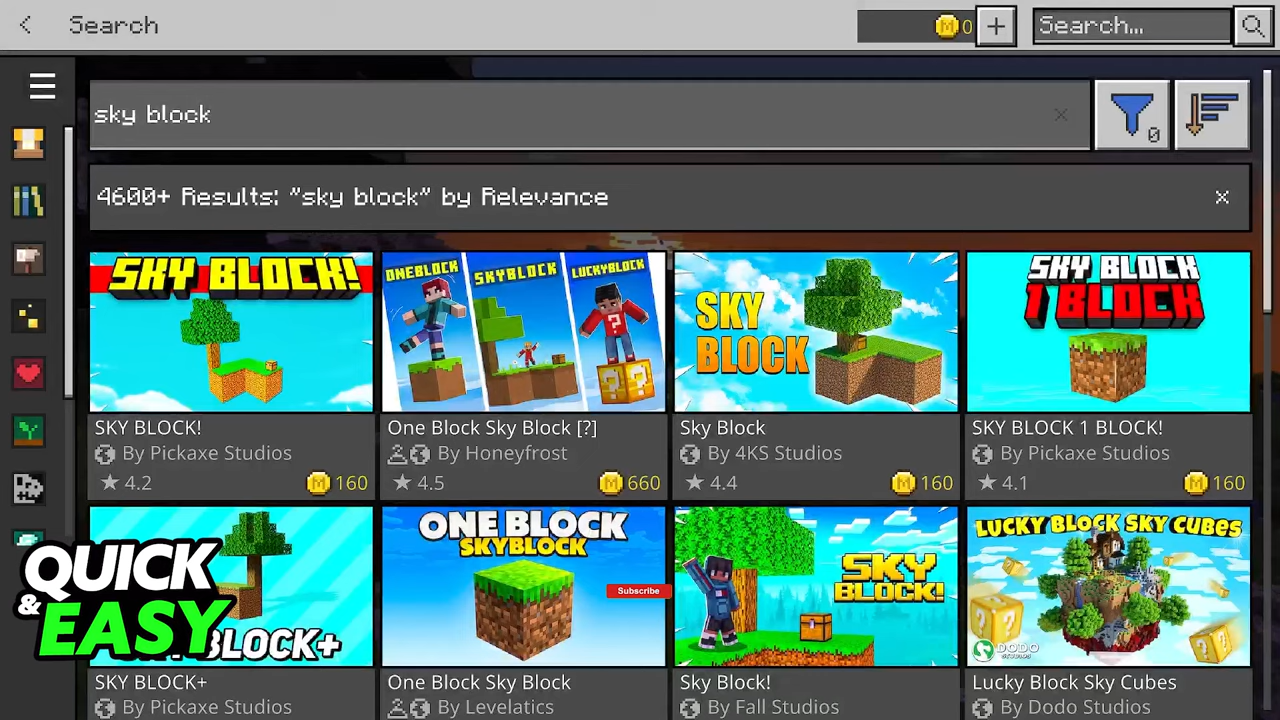 Search
0
Search...
sky block
0
4600+ Results: "sky block" by Relevance
SKY BLOCK!
ONEBLOCK
SKYBLOCK
LUCKYBLOCK
SKY
BLOCK
SKY BLOCK
1 BLOCK
SKY BLOCK!
By Pickaxe Studios
4.2
160
One Block Sky Block [?]
By Honeyfrost
4.5
660
Sky Block
By 4KS Studios
4.4
160
SKY BLOCK 1 BLOCK!
By Pickaxe Studios
4.1
160
QUICK
& EASY
BLOCK+
ONE BLOCK
SKYBLOCK
Subscribe
SKY
BLOCK!
LUCKY BLOCK SKY CUBES
DODO
STUDIOS
SKY BLOCK+
By Pickaxe Studios
One Block Sky Block
By Levelatics
Sky Block!
By Fall Studios
Lucky Block Sky Cubes
By Dodo Studios